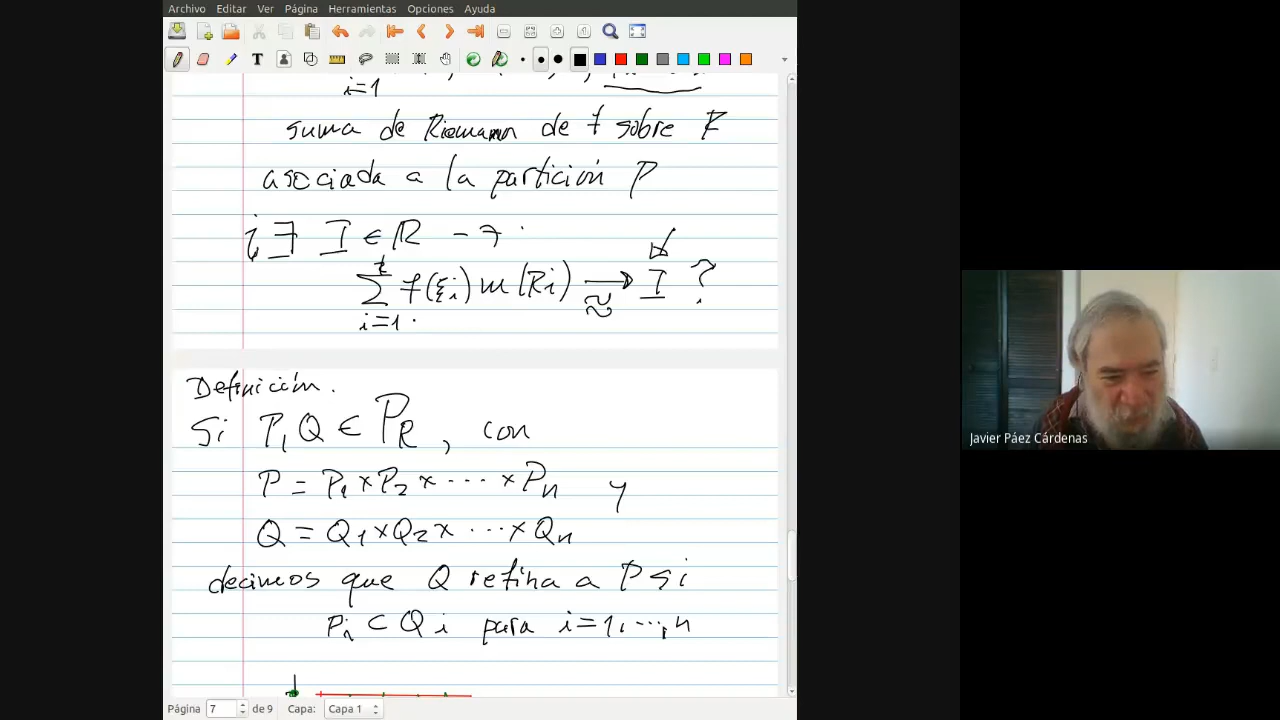 Archivo Editar Ver Página Herramientas Opciones Ayuda
i=1
suma de Riemann de f sobre R
asociada a la partición P
¿∃ I ∈ ℝ
∑ f(ξi) m(Ri) → I ?
i=1
Definición.
Si P, Q ∈ P_R, con
P = P1 × P2 × ... × Pn y
Q = Q1 × Q2 × ... × Qn
decimos que Q refina a P si
Pi ⊂ Qi para i=1, ..., n
Página 7 de 9 Capa: Capa 1
Javier Páez Cárdenas